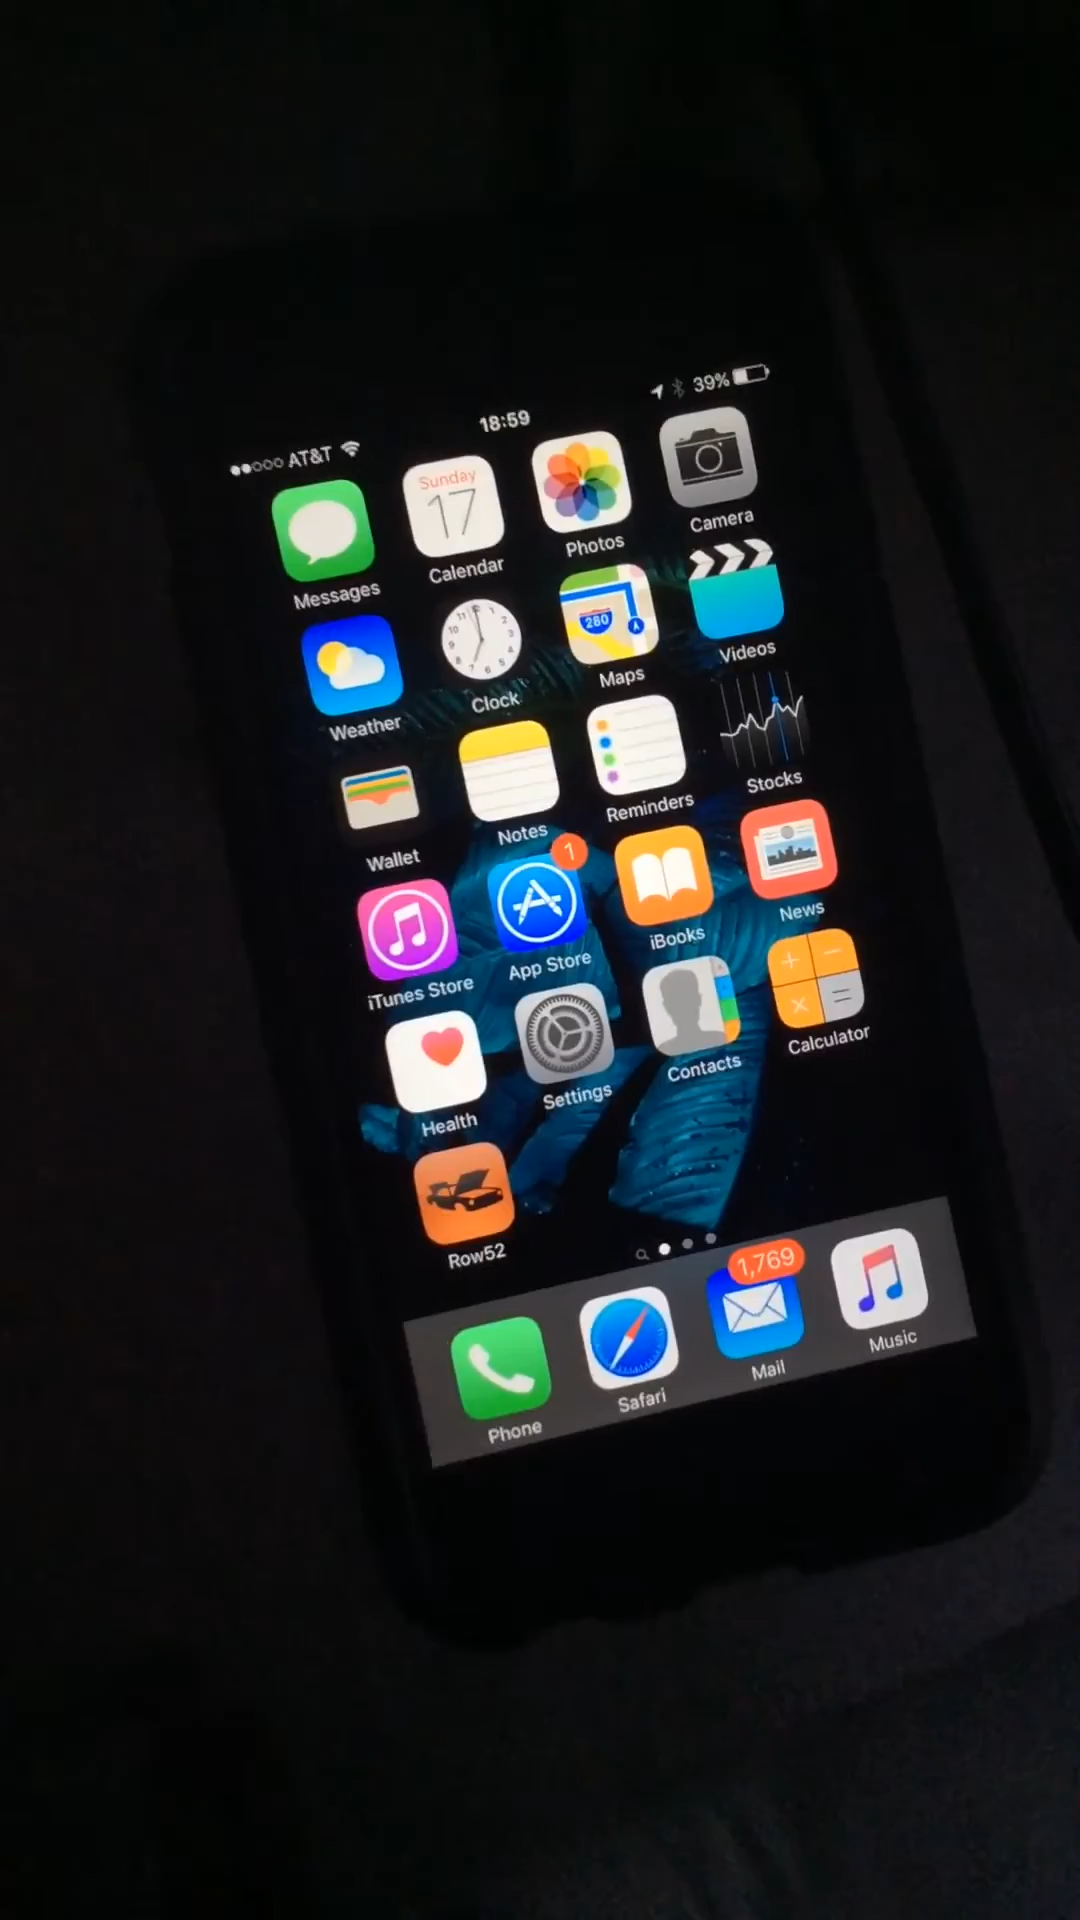 AT&T 18:59 39%
Sunday
17
Messages Calendar Photos Camera
280
Weather Clock Maps Videos
Wallet Notes Reminders Stocks
1
iTunes Store App Store iBooks News
Health Settings Contacts Calculator
Row52
1,769
Phone Safari Mail Music